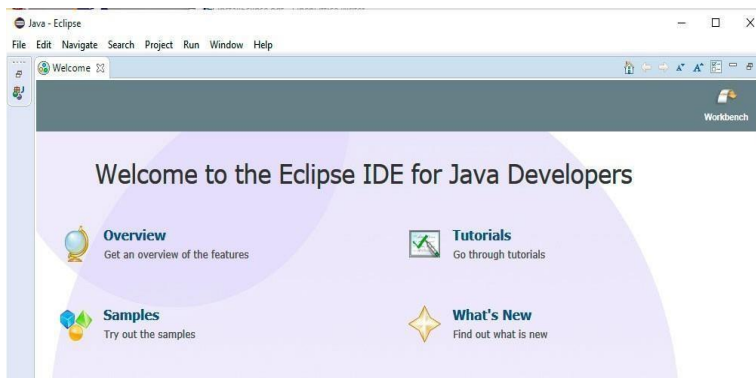 Java - Eclipse
File Edit Navigate Search Project Run Window Help
Welcome
Workbench
Welcome to the Eclipse IDE for Java Developers
Overview
Get an overview of the features
Tutorials
Go through tutorials
Samples
Try out the samples
What's New
Find out what is new